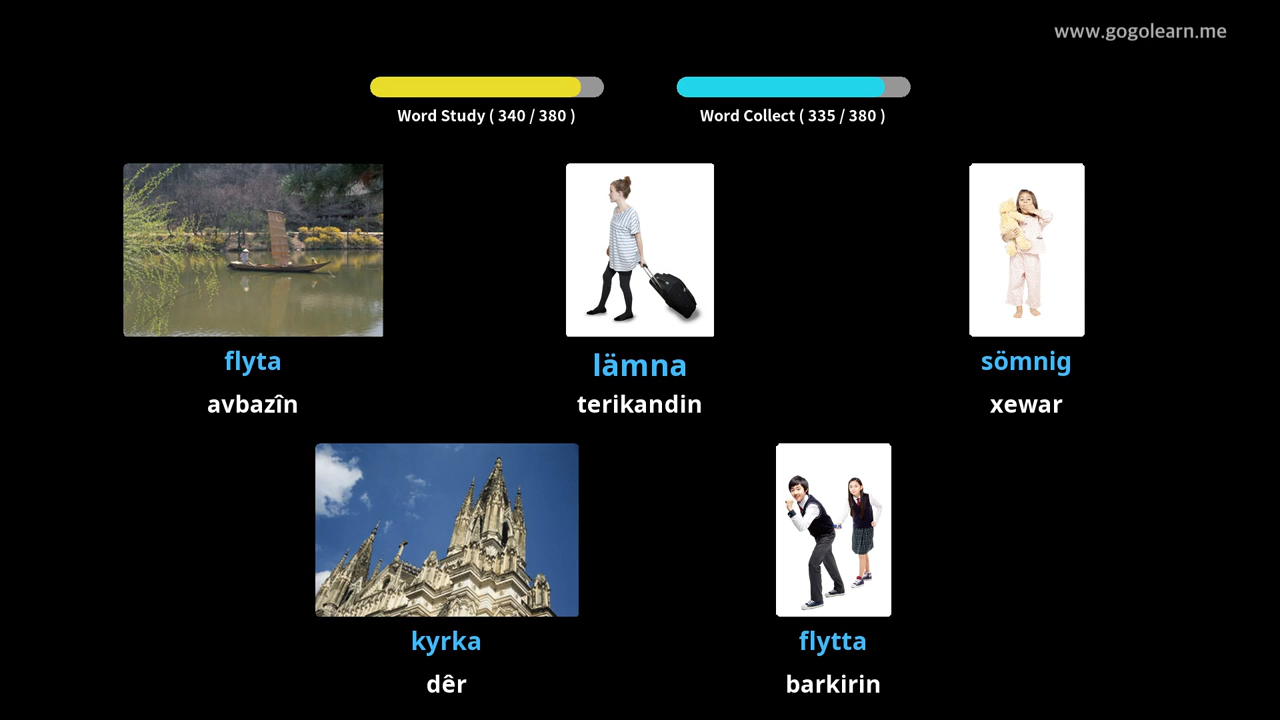 www.gogolearn.me
Word Study ( 340 / 380 )
Word Collect ( 335 / 380 )
flyta
avbazîn
lämna
terikandin
sömnig
xewar
kyrka
dêr
flytta
barkirin